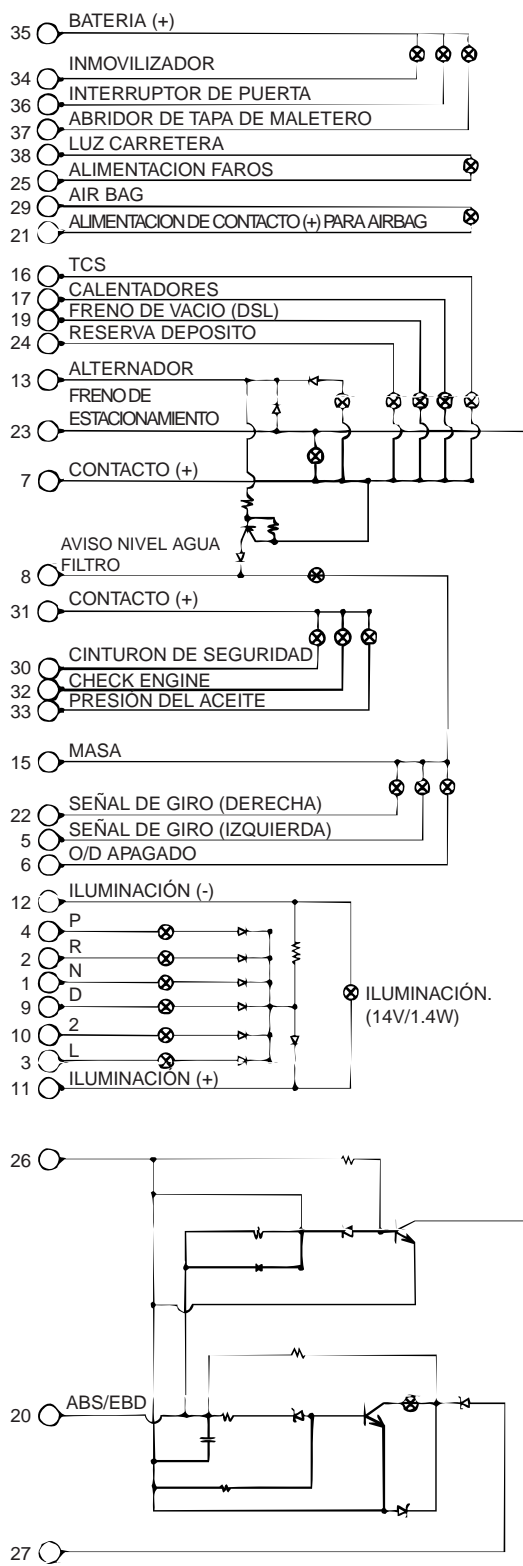 35 BATERIA (+)
34 INMOVILIZADOR
36 INTERRUPTOR DE PUERTA
37 ABRIDOR DE TAPA DE MALETERO
38 LUZ CARRETERA
25 ALIMENTACION FAROS
29 AIR BAG
21 ALIMENTACION DE CONTACTO (+) PARA AIRBAG
16 TCS
17 CALENTADORES
19 FRENO DE VACIO (DSL)
24 RESERVA DEPOSITO
13 ALTERNADOR
FRENO DE
23 ESTACIONAMIENTO
7 CONTACTO (+)
AVISO NIVEL AGUA
8 FILTRO
31 CONTACTO (+)
30 CINTURON DE SEGURIDAD
32 CHECK ENGINE
33 PRESIÓN DEL ACEITE
15 MASA
22 SEÑAL DE GIRO (DERECHA)
5 SEÑAL DE GIRO (IZQUIERDA)
6 O/D APAGADO
12 ILUMINACIÓN (-)
4 P
2 R
1 N
9 D
10 2
3 L
11 ILUMINACIÓN (+)
ILUMINACIÓN.
(14V/1.4W)
26
20 ABS/EBD
27